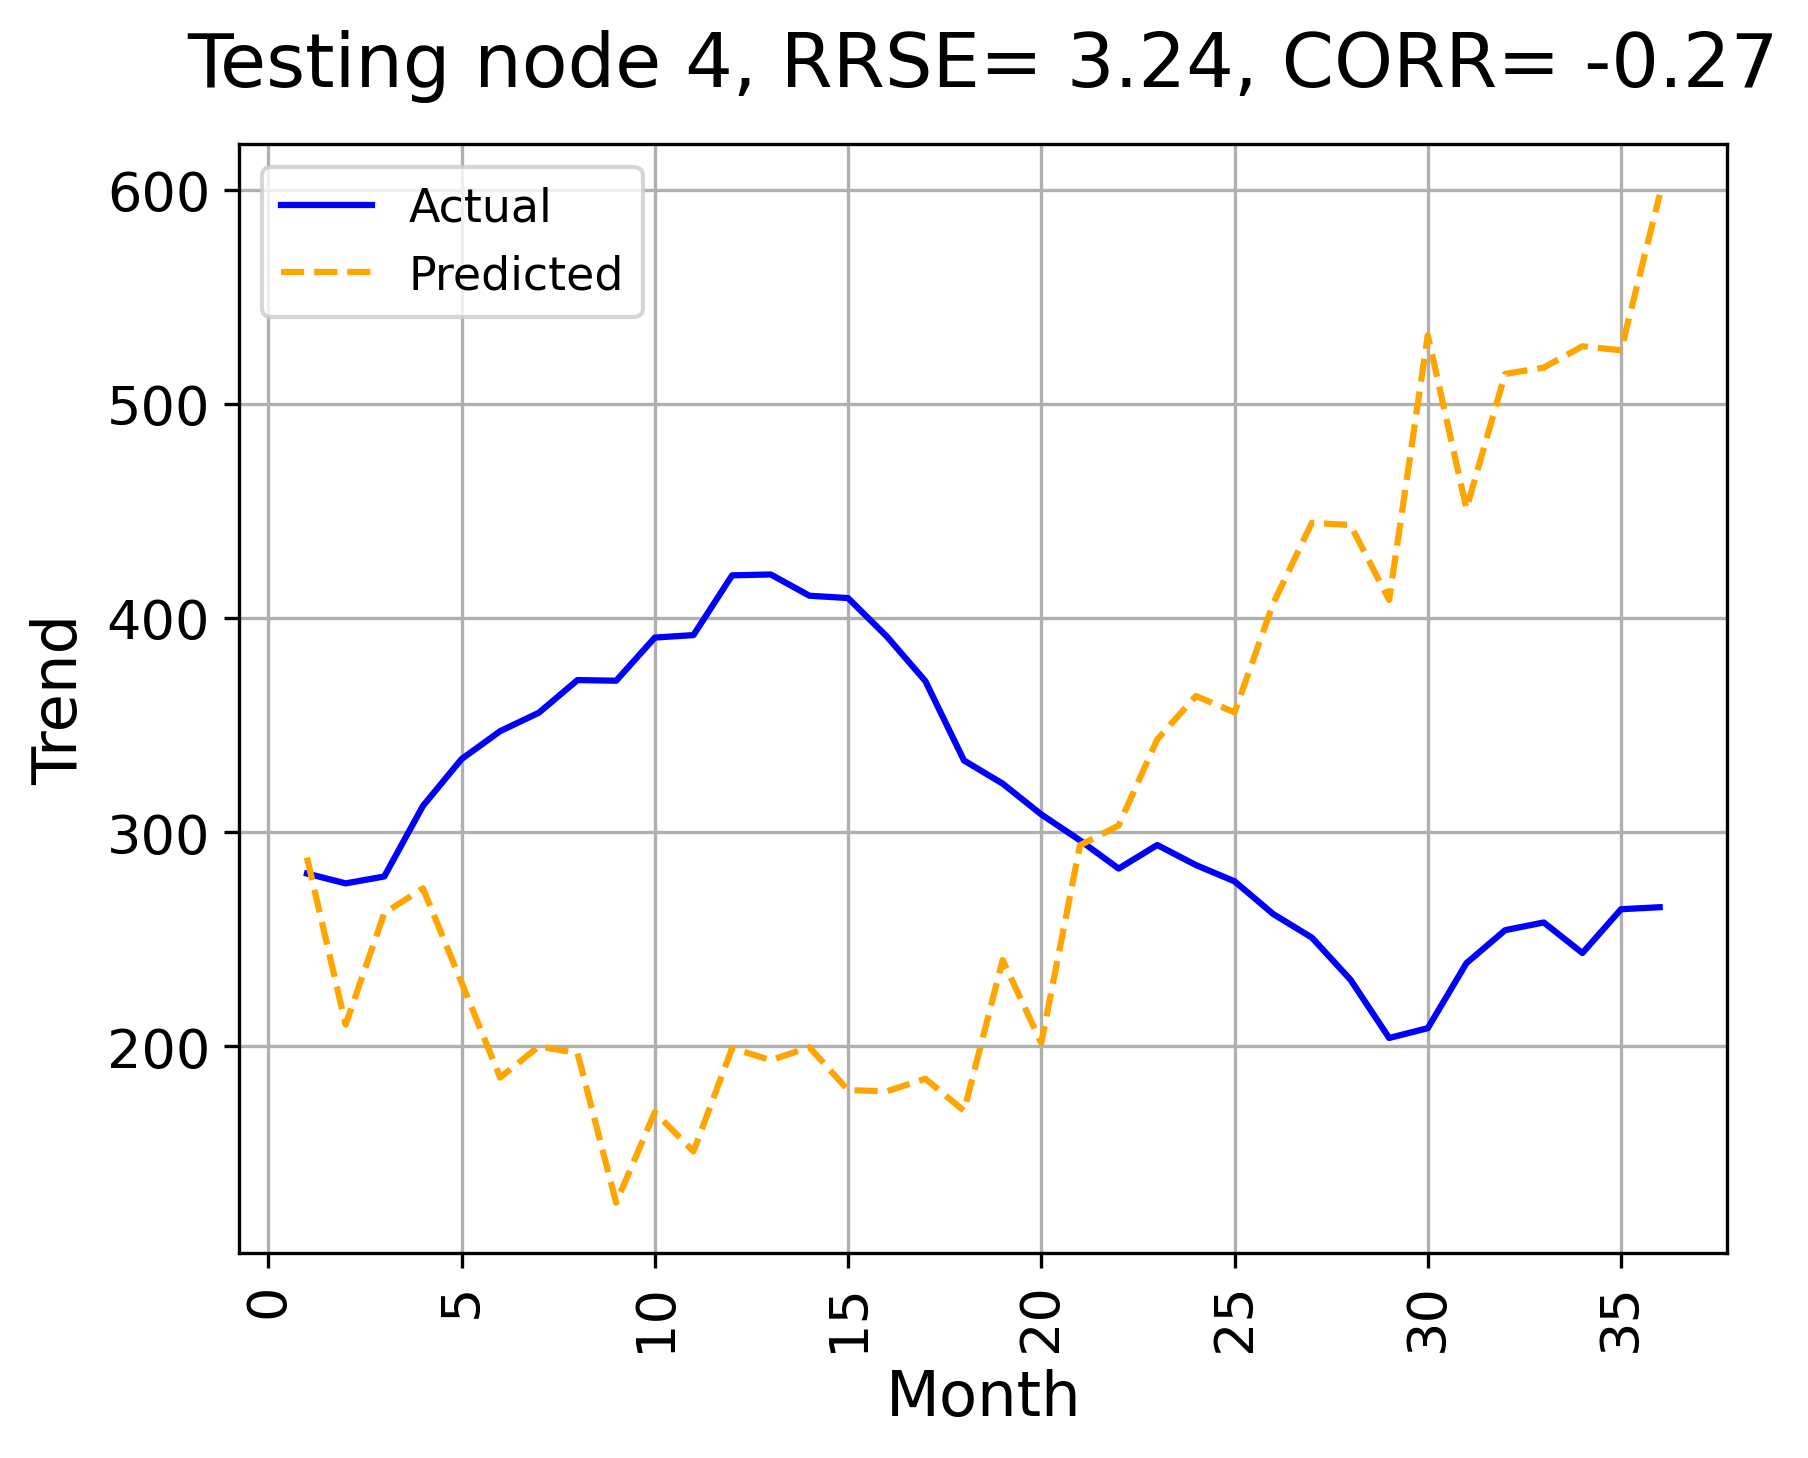 Testing node 4, RRSE= 3.24, CORR= -0.27
Actual
Predicted
600
500
400
300
200
Trend
0
5
10
15
20
25
30
35
Month